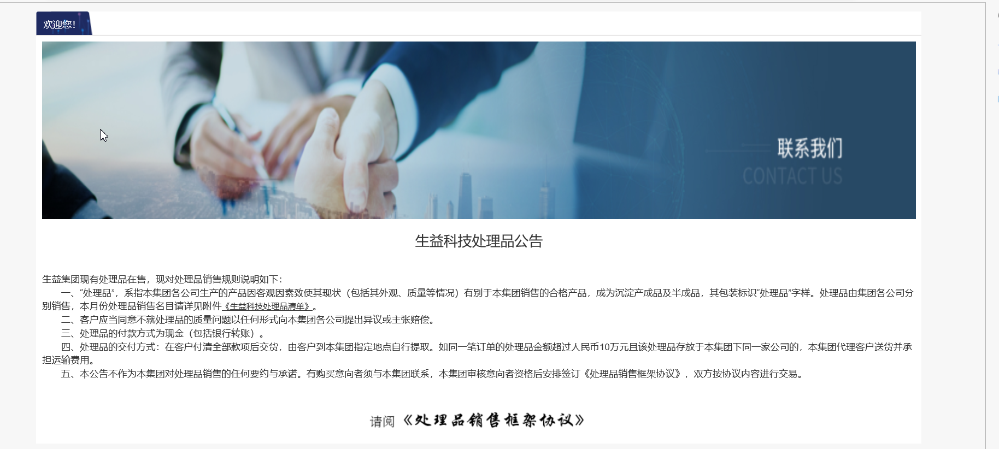 欢迎您！
联系我们
CONTACT US
生益科技处理品公告
生益集团现有处理品在售，现对处理品销售规则说明如下：
一、“处理品”，系指本集团各公司生产的产品因客观因素致使其现状（包括其外观、质量等情况）有别于本集团销售的合格产品，成为沉淀产成品及半成品，其包装标识“处理品”字样。处理品由集团各公司分
别销售，本月份处理品销售名目请详见附件《生益科技处理品清单》。
二、客户应当同意不就处理品的质量问题以任何形式向本集团各公司提出异议或主张赔偿。
三、处理品的付款方式为现金（包括银行转账）。
四、处理品的交付方式：在客户付清全部款项后交货，由客户到本集团指定地点自行提取。如同一笔订单的处理品金额超过人民币10万元且该处理品存放于本集团下同一家公司的，本集团代理客户送货并承
担运输费用。
五、本公告不作为本集团对处理品销售的任何要约与承诺。有购买意向者须与本集团联系，本集团审核意向者资格后安排签订《处理品销售框架协议》，双方按协议内容进行交易。
请阅《处理品销售框架协议》